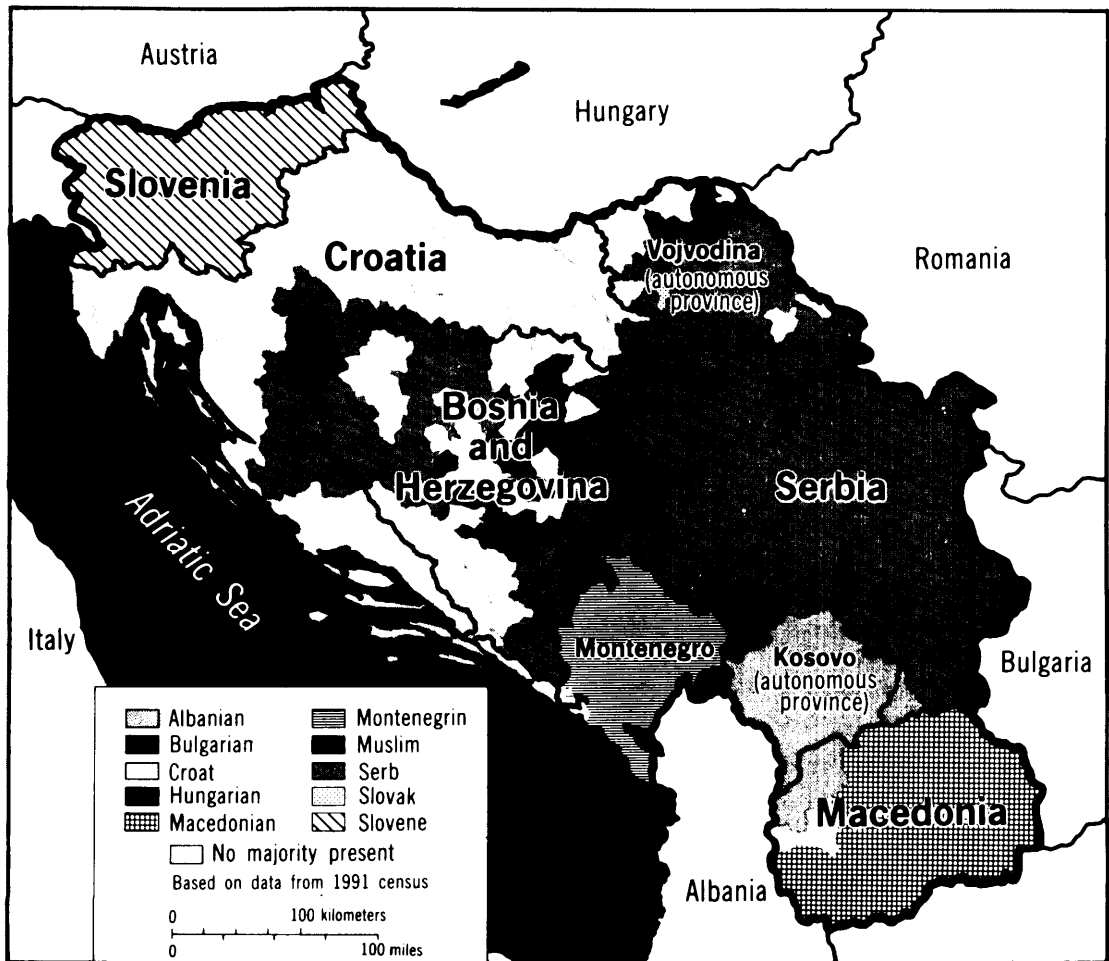 Austria
Hungary
Slovenia
Croatia
Vojvodina
(autonomous
province)
Romania
Bosnia
and
Herzegovina
Serbia
Adriatic Sea
Italy
Montenegro
Kosovo
(autonomous
province)
Bulgaria
Macedonia
Albania
Albanian
Montenegrin
Bulgarian
Muslim
Croat
Serb
Hungarian
Slovak
Macedonian
Slovene
No majority present
Based on data from 1991 census
0 100 kilometers
0 100 miles